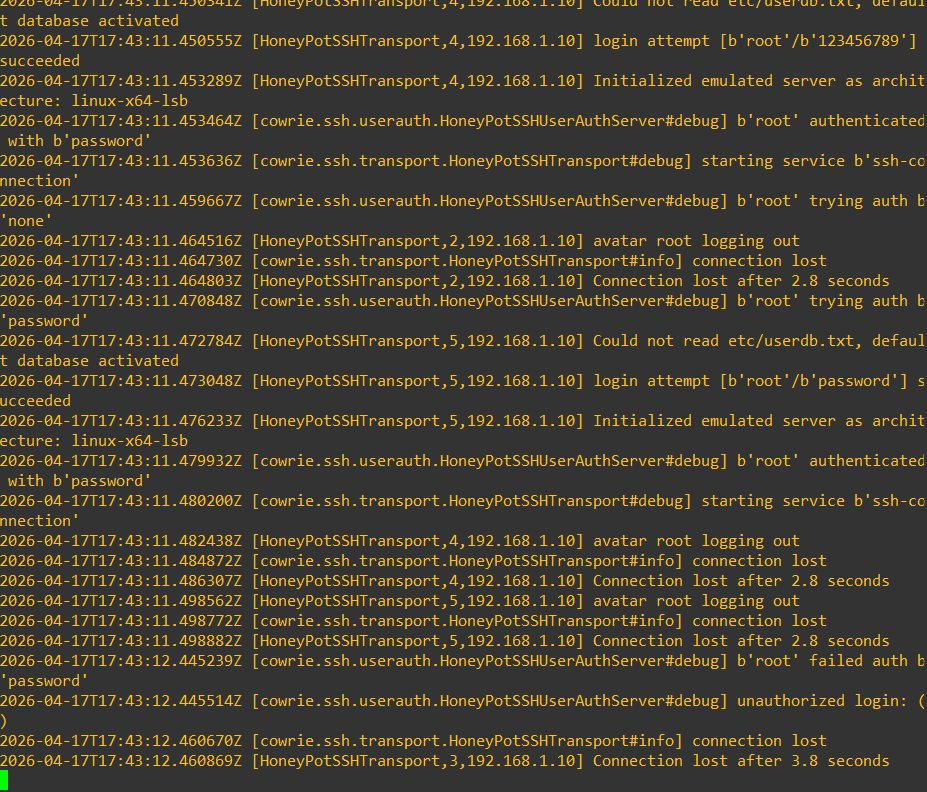 2026-04-17T17:43:11.450341Z [HoneyPotSSHTransport,4,192.168.1.10] Could not read etc/userdb.txt, defaul
t database activated
2026-04-17T17:43:11.450555Z [HoneyPotSSHTransport,4,192.168.1.10] login attempt [b'root'/b'123456789']
succeeded
2026-04-17T17:43:11.453289Z [HoneyPotSSHTransport,4,192.168.1.10] Initialized emulated server as archit
ecture: linux-x64-lsb
2026-04-17T17:43:11.453464Z [cowrie.ssh.userauth.HoneyPotSSHUserAuthServer#debug] b'root' authenticated
with b'password'
2026-04-17T17:43:11.453636Z [cowrie.ssh.transport.HoneyPotSSHTransport#debug] starting service b'ssh-co
nnection'
2026-04-17T17:43:11.459667Z [cowrie.ssh.userauth.HoneyPotSSHUserAuthServer#debug] b'root' trying auth b
'none'
2026-04-17T17:43:11.464516Z [HoneyPotSSHTransport,2,192.168.1.10] avatar root logging out
2026-04-17T17:43:11.464730Z [cowrie.ssh.transport.HoneyPotSSHTransport#info] connection lost
2026-04-17T17:43:11.464803Z [HoneyPotSSHTransport,2,192.168.1.10] Connection lost after 2.8 seconds
2026-04-17T17:43:11.470848Z [cowrie.ssh.userauth.HoneyPotSSHUserAuthServer#debug] b'root' trying auth b
'password'
2026-04-17T17:43:11.472784Z [HoneyPotSSHTransport,5,192.168.1.10] Could not read etc/userdb.txt, defaul
t database activated
2026-04-17T17:43:11.473048Z [HoneyPotSSHTransport,5,192.168.1.10] login attempt [b'root'/b'password'] s
ucceeded
2026-04-17T17:43:11.476233Z [HoneyPotSSHTransport,5,192.168.1.10] Initialized emulated server as archit
ecture: linux-x64-lsb
2026-04-17T17:43:11.479932Z [cowrie.ssh.userauth.HoneyPotSSHUserAuthServer#debug] b'root' authenticated
with b'password'
2026-04-17T17:43:11.480200Z [cowrie.ssh.transport.HoneyPotSSHTransport#debug] starting service b'ssh-co
nnection'
2026-04-17T17:43:11.482438Z [HoneyPotSSHTransport,4,192.168.1.10] avatar root logging out
2026-04-17T17:43:11.484872Z [cowrie.ssh.transport.HoneyPotSSHTransport#info] connection lost
2026-04-17T17:43:11.486307Z [HoneyPotSSHTransport,4,192.168.1.10] Connection lost after 2.8 seconds
2026-04-17T17:43:11.498562Z [HoneyPotSSHTransport,5,192.168.1.10] avatar root logging out
2026-04-17T17:43:11.498772Z [cowrie.ssh.transport.HoneyPotSSHTransport#info] connection lost
2026-04-17T17:43:11.498882Z [HoneyPotSSHTransport,5,192.168.1.10] Connection lost after 2.8 seconds
2026-04-17T17:43:12.445239Z [cowrie.ssh.userauth.HoneyPotSSHUserAuthServer#debug] b'root' failed auth b
'password'
2026-04-17T17:43:12.445514Z [cowrie.ssh.userauth.HoneyPotSSHUserAuthServer#debug] unauthorized login: (
)
2026-04-17T17:43:12.460670Z [cowrie.ssh.transport.HoneyPotSSHTransport#info] connection lost
2026-04-17T17:43:12.460869Z [HoneyPotSSHTransport,3,192.168.1.10] Connection lost after 3.8 seconds